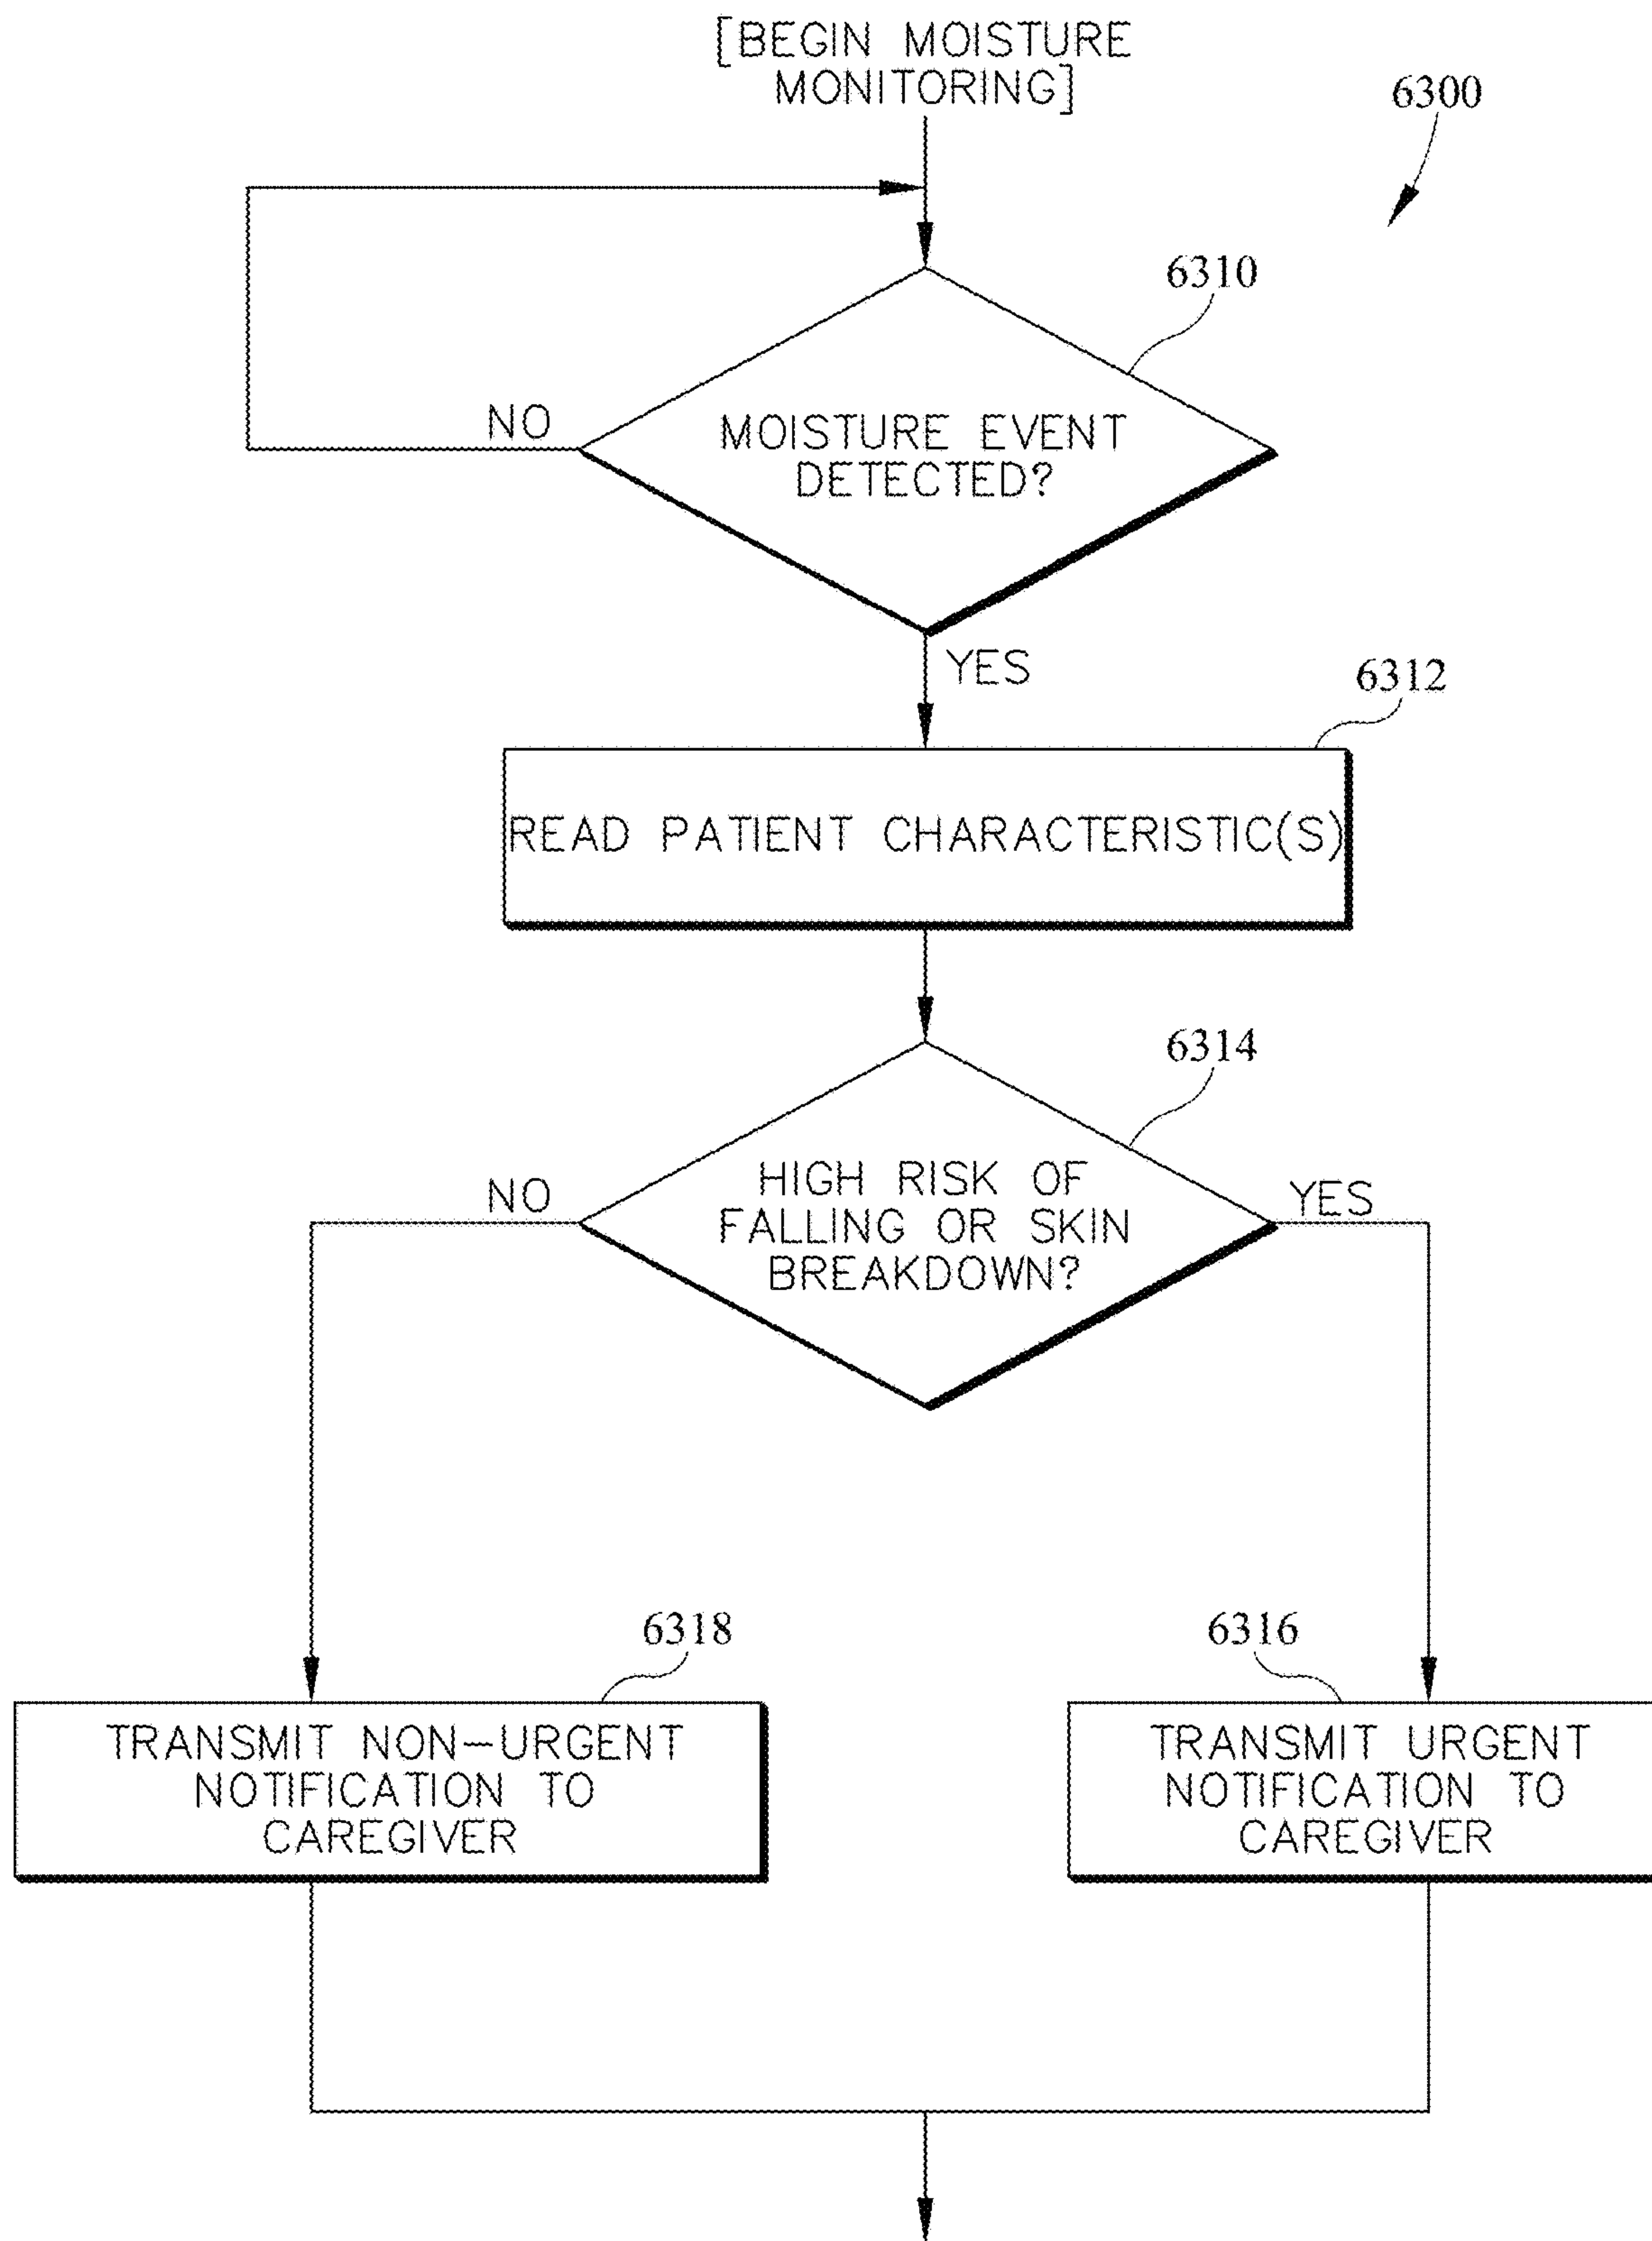 [BEGIN MOISTURE
MONITORING]
6300
6310
NO
MOISTURE EVENT
DETECTED?
YES
6312
READ PATIENT CHARACTERISTIC(S)
6314
NO
HIGH RISK OF
FALLING OR SKIN
BREAKDOWN?
YES
6318
6316
TRANSMIT NON-URGENT
NOTIFICATION TO
CAREGIVER
TRANSMIT URGENT
NOTIFICATION TO
CAREGIVER